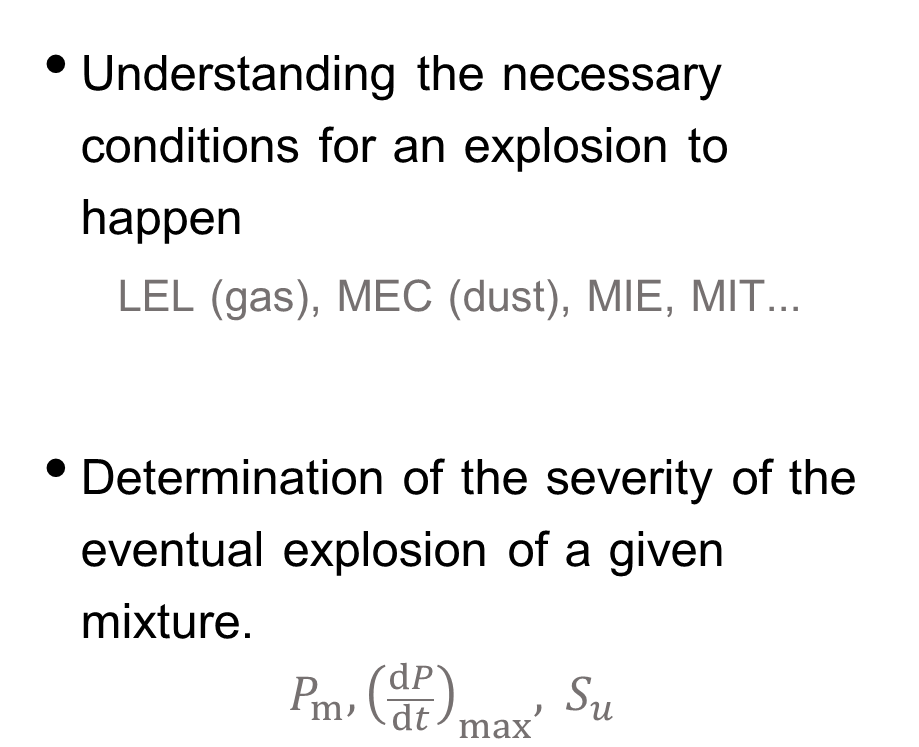 • Understanding the necessary
conditions for an explosion to
happen
LEL (gas), MEC (dust), MIE, MIT...
• Determination of the severity of the
eventual explosion of a given
mixture.
$P_{\mathrm{m}}, \left(\frac{\mathrm{d}P}{\mathrm{d}t}\right)_{\mathrm{max}}, S_u$